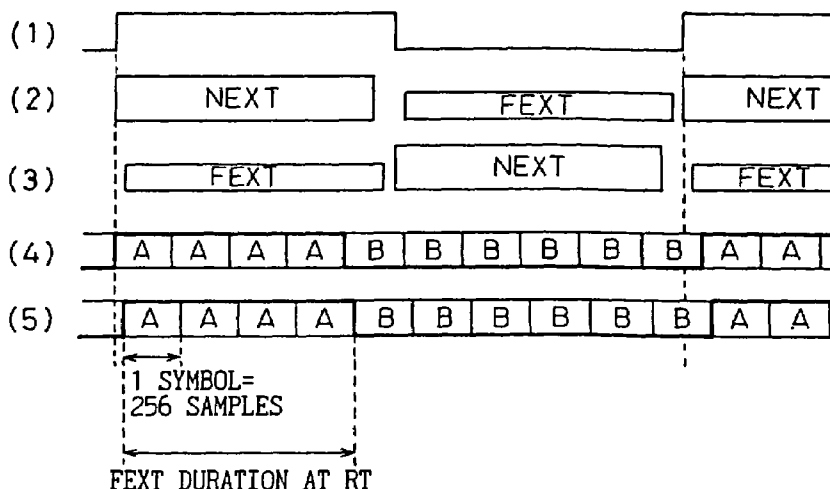 (1)
(2) NEXT FEXT NEXT
(3) FEXT NEXT FEXT
(4) A A A A B B B B B B A A
(5) A A A A B B B B B B A A
1 SYMBOL=
256 SAMPLES
FEXT DURATION AT RT